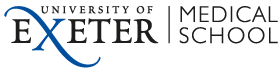 UNIVERSITY OF
EXETER
MEDICAL
SCHOOL